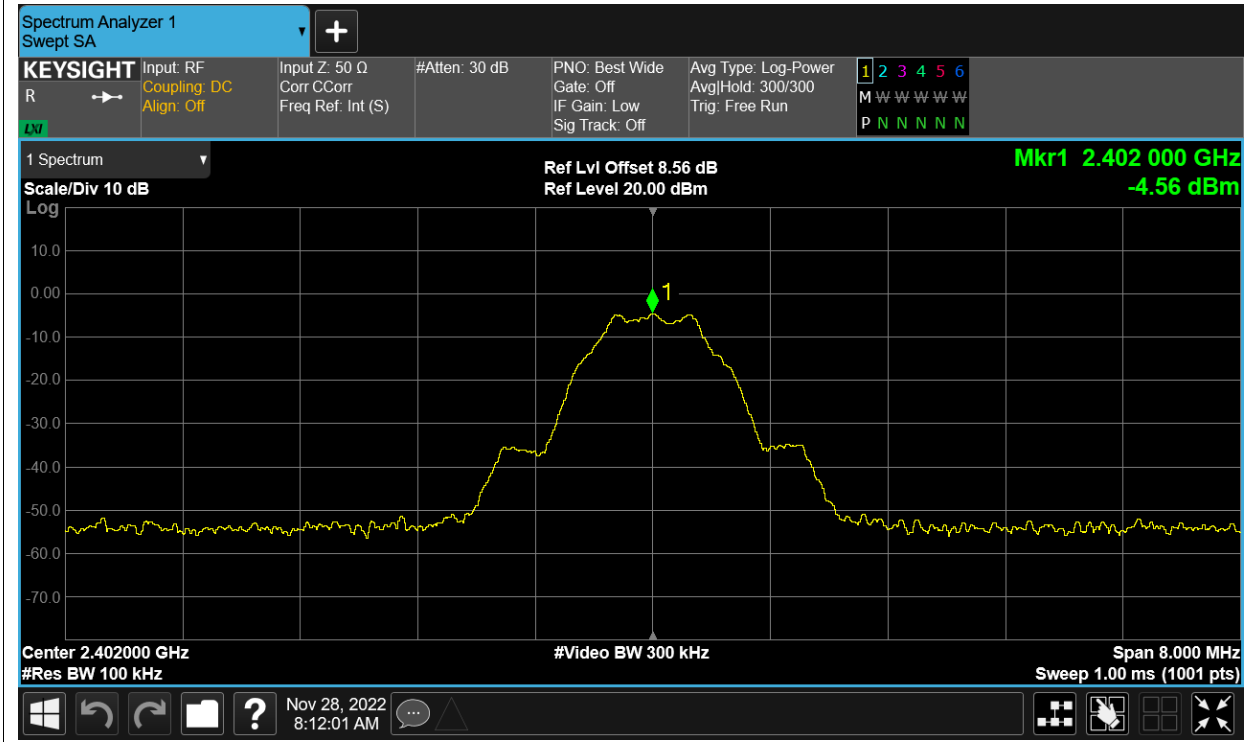 Spectrum Analyzer 1
Swept SA
KEYSIGHT
R
LXI
Input: RF
Coupling: DC
Align: Off
Input Z: 50 Ω
Corr CCorr
Freq Ref: Int (S)
#Atten: 30 dB
PNO: Best Wide
Gate: Off
IF Gain: Low
Sig Track: Off
Avg Type: Log-Power
Avg|Hold: 300/300
Trig: Free Run
1 2 3 4 5 6
M W W W W W
P N N N N N
1 Spectrum
Scale/Div 10 dB
Log
Ref Lvl Offset 8.56 dB
Ref Level 20.00 dBm
Mkr1 2.402 000 GHz
-4.56 dBm
10.0
0.00
-10.0
-20.0
-30.0
-40.0
-50.0
-60.0
-70.0
1
Center 2.402000 GHz
#Res BW 100 kHz
#Video BW 300 kHz
Span 8.000 MHz
Sweep 1.00 ms (1001 pts)
?
Nov 28, 2022
8:12:01 AM